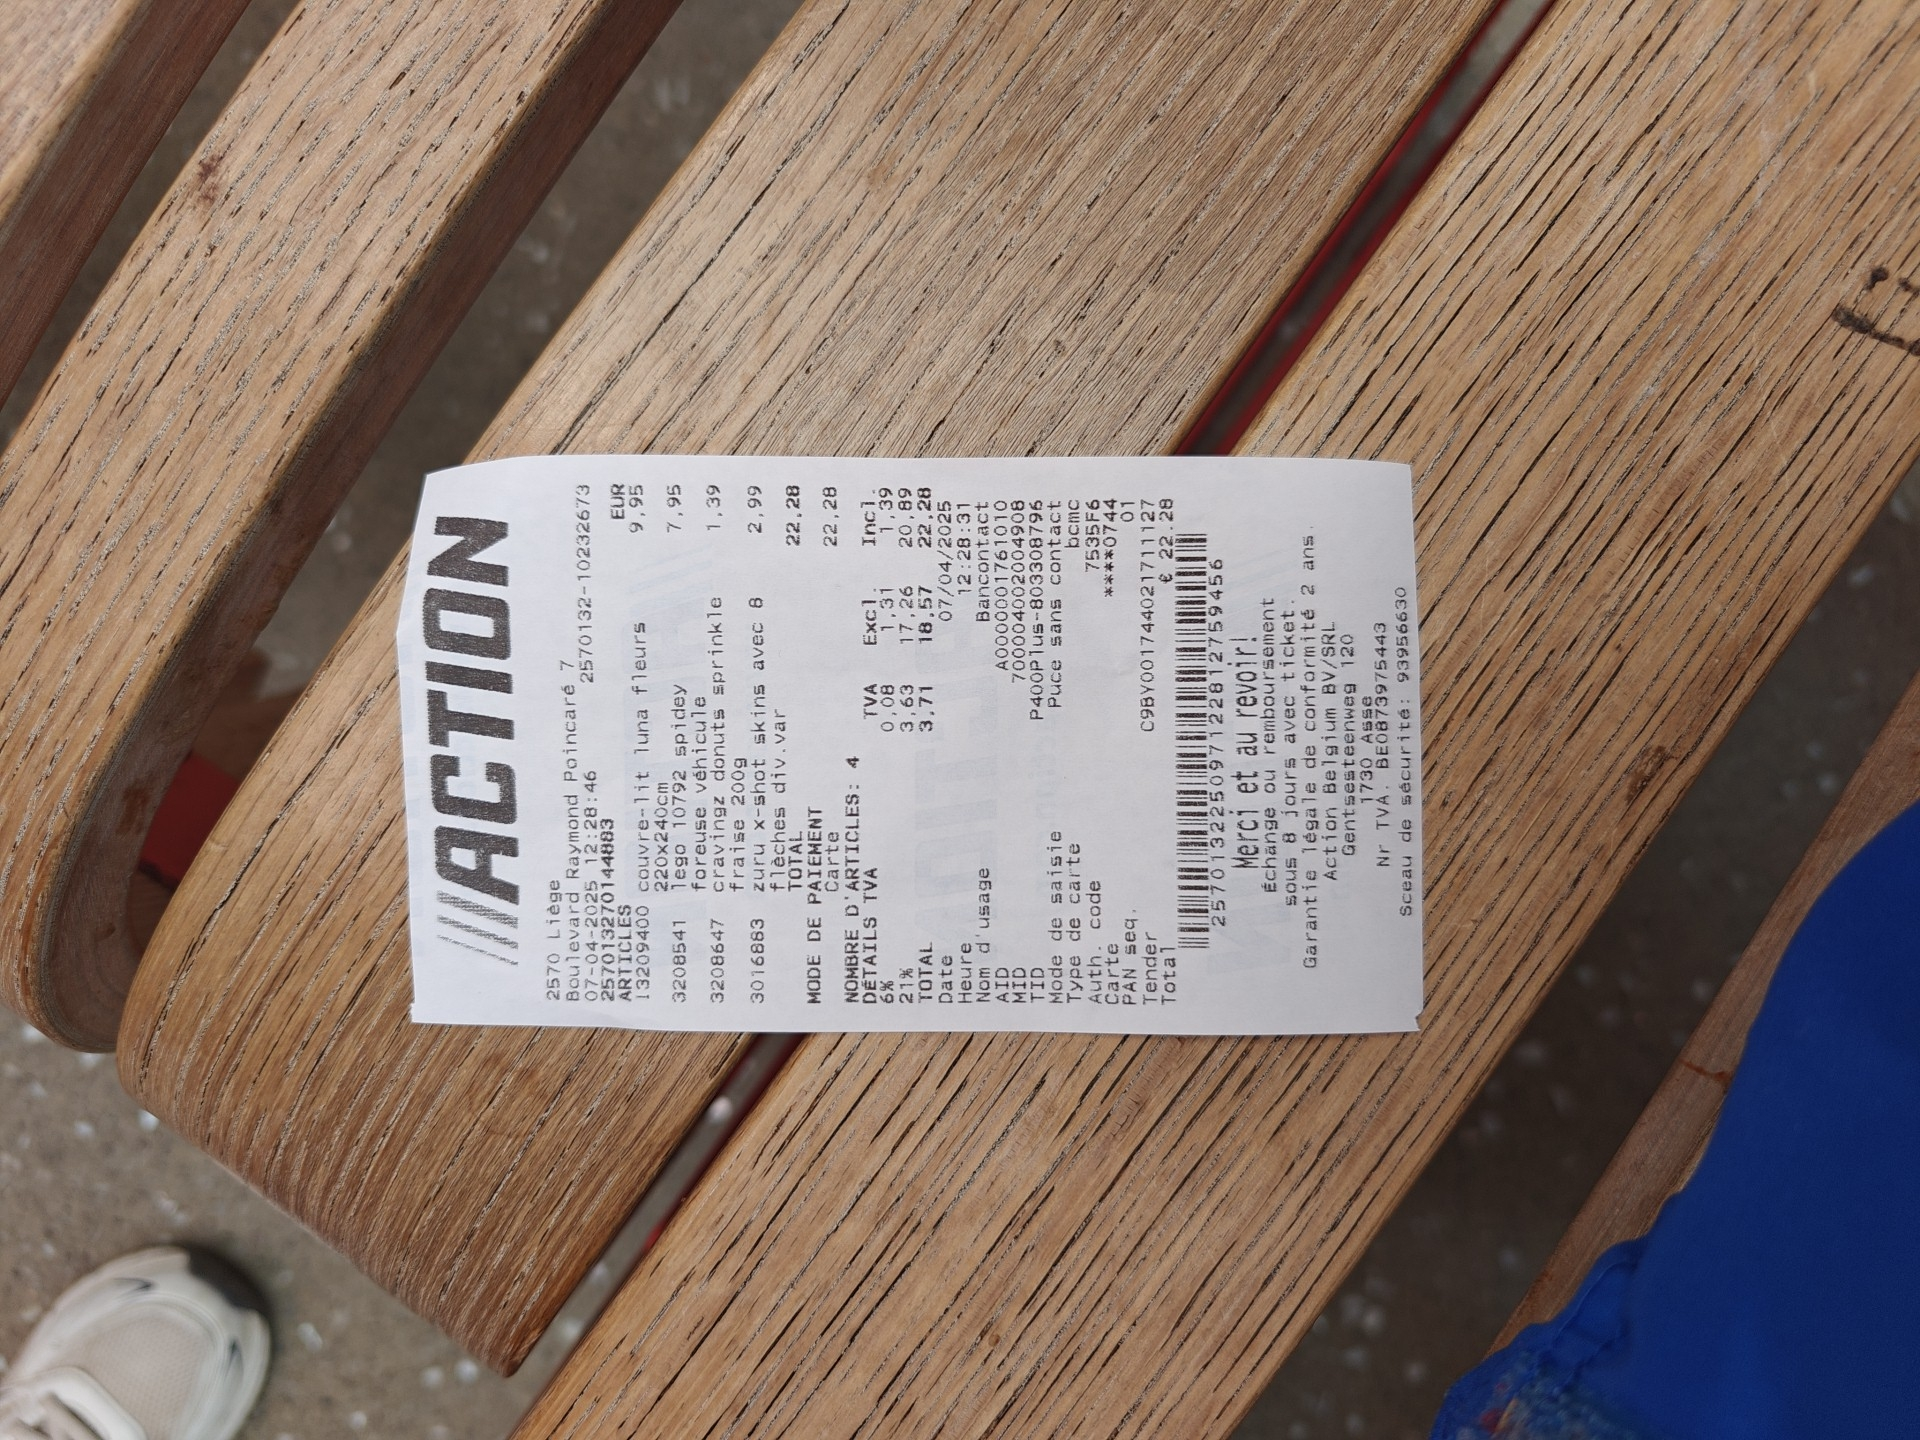 ACTION
2570 Liège
Boulevard Raymond Poincaré 7
07-04-2025 12:28:46 2570132-10232673
257013270144883
ARTICLES EUR
!3209400 couvre-lit luna fleurs 9,95
220x240cm
3208541 lego 10792 spidey 7,95
foreuse véhicule
3208647 cravingz donuts sprinkle 1,39
fraise 200g
3016883 zuru x-shot skins avec 8 2,99
flèches div.var
TOTAL 22,28
MODE DE PAIEMENT
Carte 22,28
NOMBRE D'ARTICLES: 4
DÉTAILS TVA TVA Excl. Incl.
6% 0,08 1,31 1,39
21% 3,63 17,26 20,89
TOTAL 3,71 18,57 22,28
Date 07/04/2025
Heure 12:28:31
Nom d'usage Bancontact
AID A0000001761010
MID 700004002004908
TID P400Plus-803308796
Mode de saisie Puce sans contact
Type de carte bcmc
Auth. code 7535F6
Carte ****0744
PAN seq. 01
Tender C9BY001744021711127
Total € 22.28
2570132250971228127759456
Merci et au revoir!
Échange ou remboursement
sous 8 jours avec ticket.
Garantie légale de conformité 2 ans.
Action Belgium BV/SRL
Gentsesteenweg 120
1730 Asse
Nr TVA. BE0873975443
Sceau de sécurité: 93956630